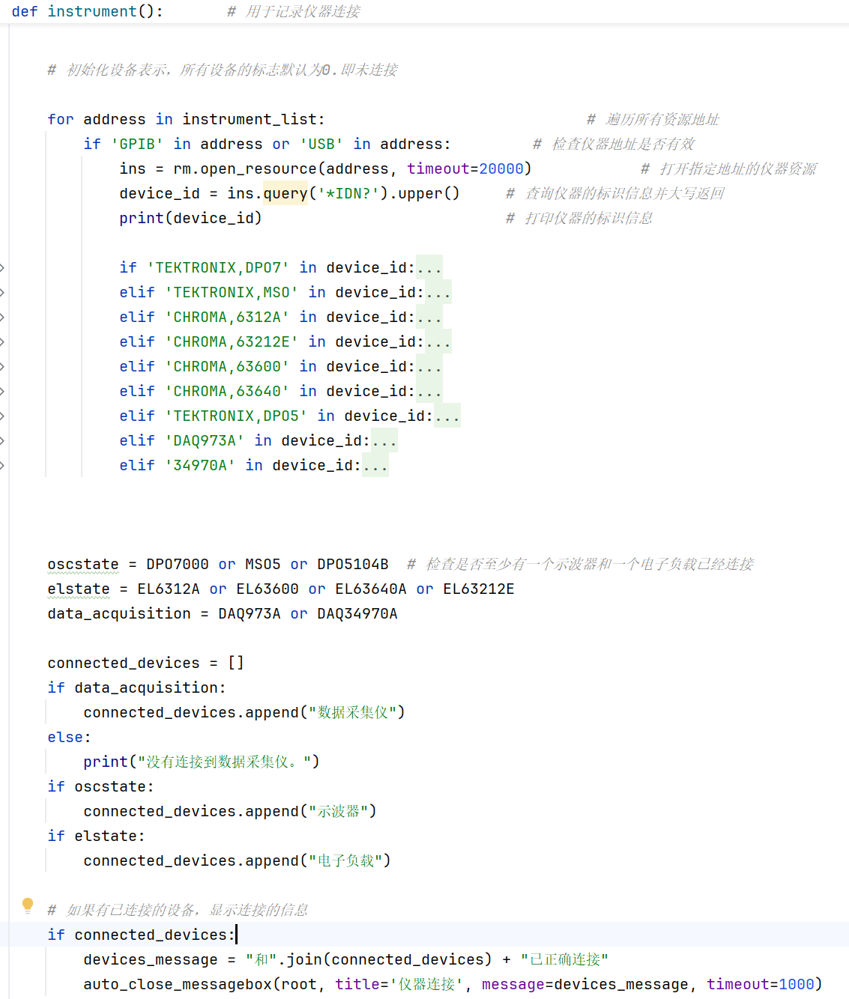 def instrument():       # 用于记录仪器连接
    # 初始化设备表示，所有设备的标志默认为0.即未连接
    for address in instrument_list:                             # 遍历所有资源地址
        if 'GPIB' in address or 'USB' in address:         # 检查仪器地址是否有效
            ins = rm.open_resource(address, timeout=20000)            # 打开指定地址的仪器资源
            device_id = ins.query('*IDN?').upper()     # 查询仪器的标识信息并大写返回
            print(device_id)                           # 打印仪器的标识信息
            if 'TEKTRONIX,DPO7' in device_id:...
            elif 'TEKTRONIX,MSO' in device_id:...
            elif 'CHROMA,6312A' in device_id:...
            elif 'CHROMA,63212E' in device_id:...
            elif 'CHROMA,63600' in device_id:...
            elif 'CHROMA,63640' in device_id:...
            elif 'TEKTRONIX,DPO5' in device_id:...
            elif 'DAQ973A' in device_id:...
            elif '34970A' in device_id:...
    oscstate = DPO7000 or MSO5 or DPO5104B  # 检查是否至少有一个示波器和一个电子负载已经连接
    elstate = EL6312A or EL63600 or EL63640A or EL63212E
    data_acquisition = DAQ973A or DAQ34970A
    connected_devices = []
    if data_acquisition:
        connected_devices.append("数据采集仪")
    else:
        print("没有连接到数据采集仪。")
    if oscstate:
        connected_devices.append("示波器")
    if elstate:
        connected_devices.append("电子负载")
    # 如果有已连接的设备，显示连接的信息
    if connected_devices:
        devices_message = "和".join(connected_devices) + "已正确连接"
        auto_close_messagebox(root, title='仪器连接', message=devices_message, timeout=1000)